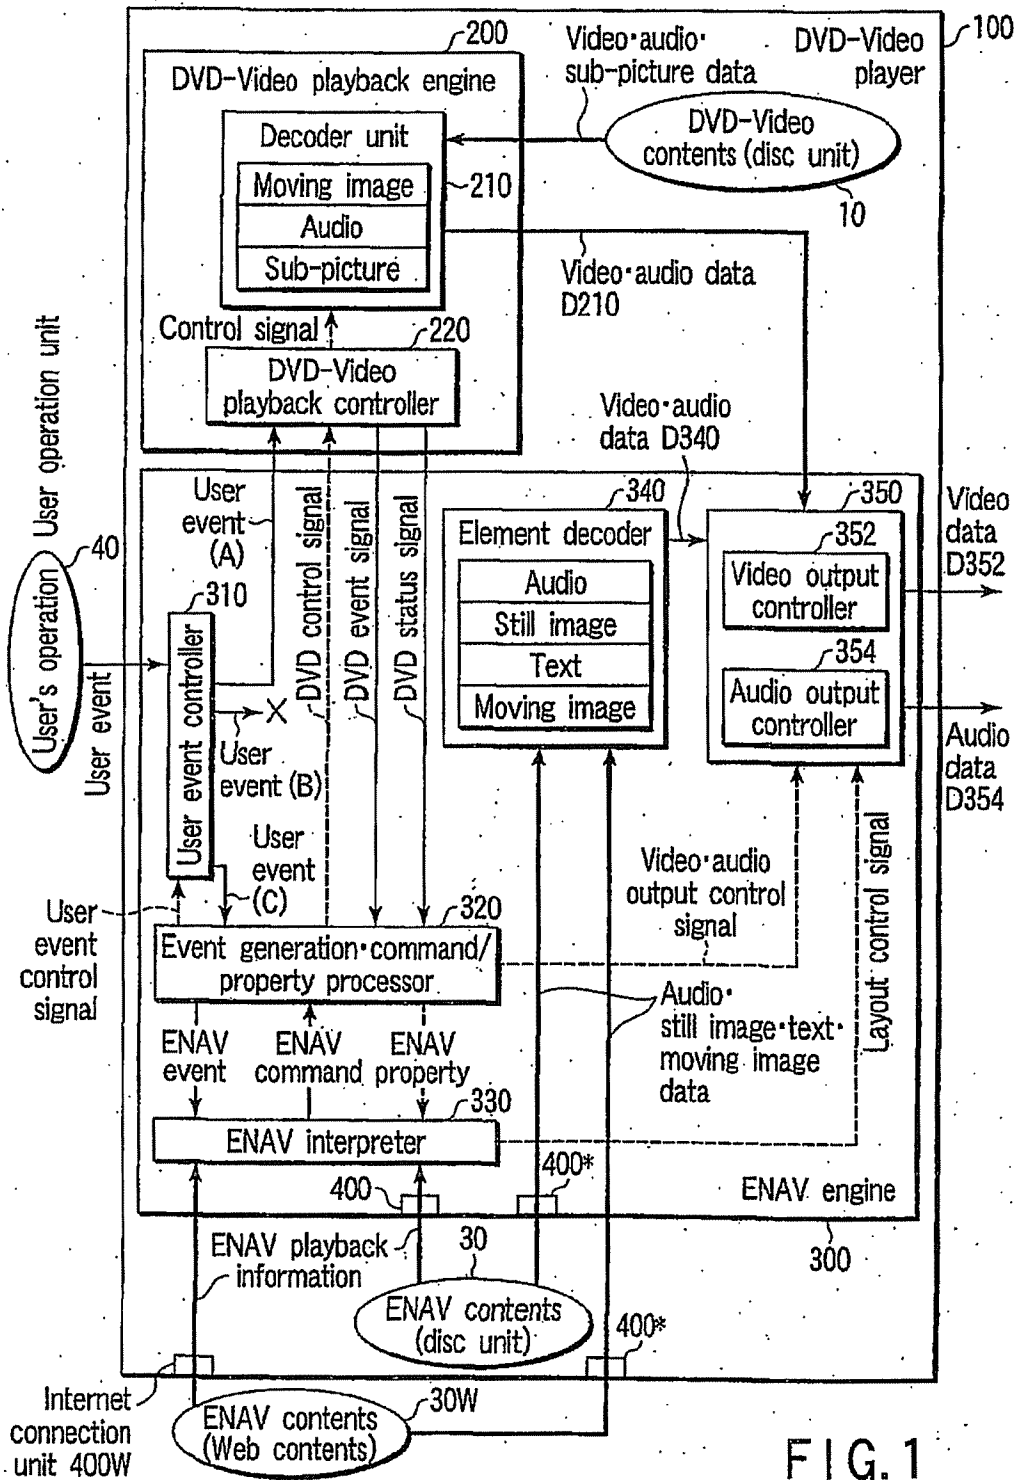 200
DVD-Video playback engine
Decoder unit
Moving image
Audio
Sub-picture
210
Control signal
220
DVD-Video
playback controller
Video·audio·
sub-picture data
DVD-Video
player
100
DVD-Video
contents (disc unit)
10
Video·audio data
D210
Video·audio
data D340
User operation unit
40
User's operation
User event
310
User event controller
User
event
(A)
User
event (B)
User
event
(C)
DVD control signal
DVD event signal
DVD status signal
340
Element decoder
Audio
Still image
Text
Moving image
350
352
Video output
controller
354
Audio output
controller
Video
data
D352
Audio
data
D354
User
event
control
signal
320
Event generation·command/
property processor
Video·audio
output control
signal
Layout control signal
Audio·
still image·text·
moving image
data
ENAV
event
ENAV
command
ENAV
property
330
ENAV interpreter
400
400*
ENAV engine
300
ENAV playback
information
30
ENAV contents
(disc unit)
400*
Internet
connection
unit 400W
30W
ENAV contents
(Web contents)
FIG. 1